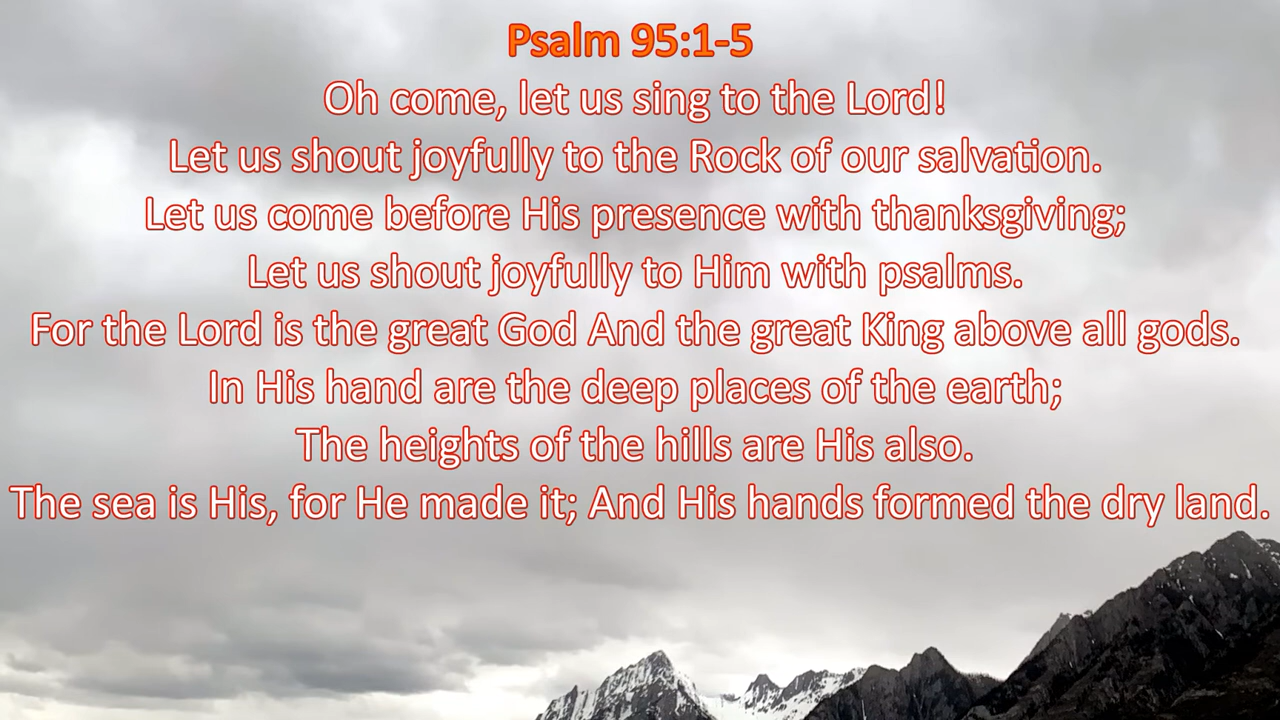 Psalm 95:1-5
Oh come, let us sing to the Lord!
Let us shout joyfully to the Rock of our salvation.
Let us come before His presence with thanksgiving;
Let us shout joyfully to Him with psalms.
For the Lord is the great God And the great King above all gods.
In His hand are the deep places of the earth;
The heights of the hills are His also.
The sea is His, for He made it; And His hands formed the dry land.